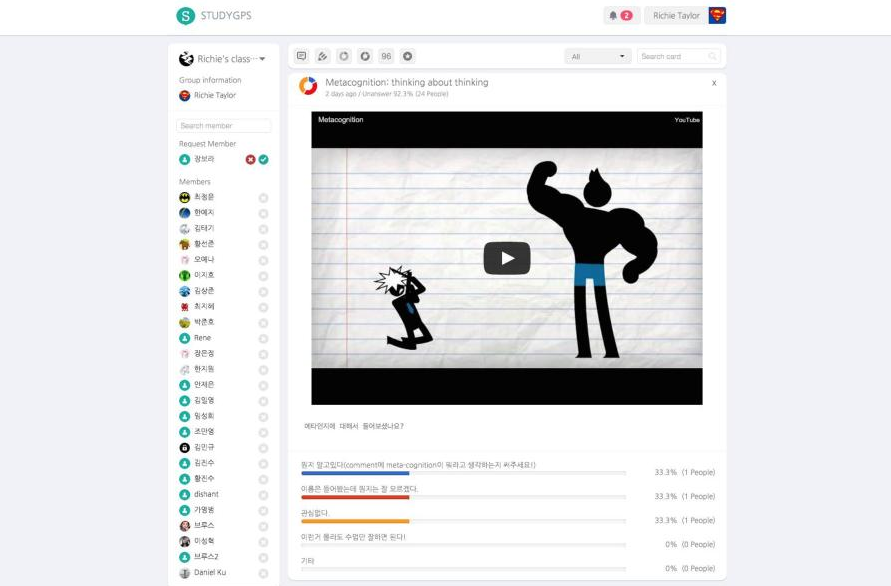 S STUDYGPS
2 Richie Taylor
Richie's class...
Group information
Richie Taylor
Search member
Request Member
장보라
Members
최정윤
한예지
김태기
황선준
오예나
이지호
김상준
최지혜
박준호
Rene
장은정
한지원
안재은
김일영
임성희
조안영
김민규
김진수
황진수
dishant
가영범
브루스
이성혁
브루스2
Daniel Ku
96
All
Search card
Metacognition: thinking about thinking
x
2 days ago / Unanswer 92.3% (24 People)
Metacognition
YouTube
메타인지에 대해서 들어보셨나요?
뭔지 알고있다(comment에 meta-cognition이 뭐라고 생각하는지 써주세요!)
33.3% (1 People)
이름은 들어봤는데 뭔지는 잘 모르겠다.
33.3% (1 People)
관심없다.
33.3% (1 People)
이런거 몰라도 수업만 잘하면 된다!
0% (0 People)
기타
0% (0 People)